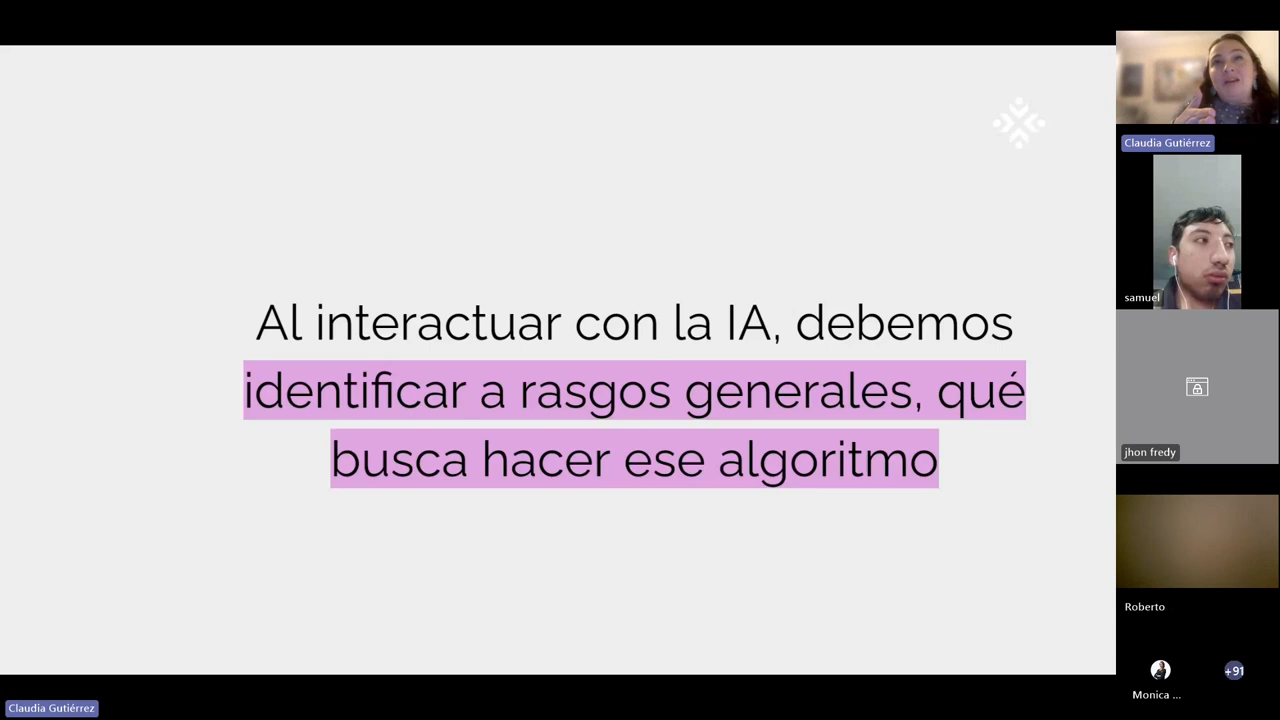 Al interactuar con la IA, debemos
identificar a rasgos generales, qué
busca hacer ese algoritmo
Claudia Gutiérrez
samuel
jhon fredy
Roberto
Monica ...
+91
Claudia Gutiérrez